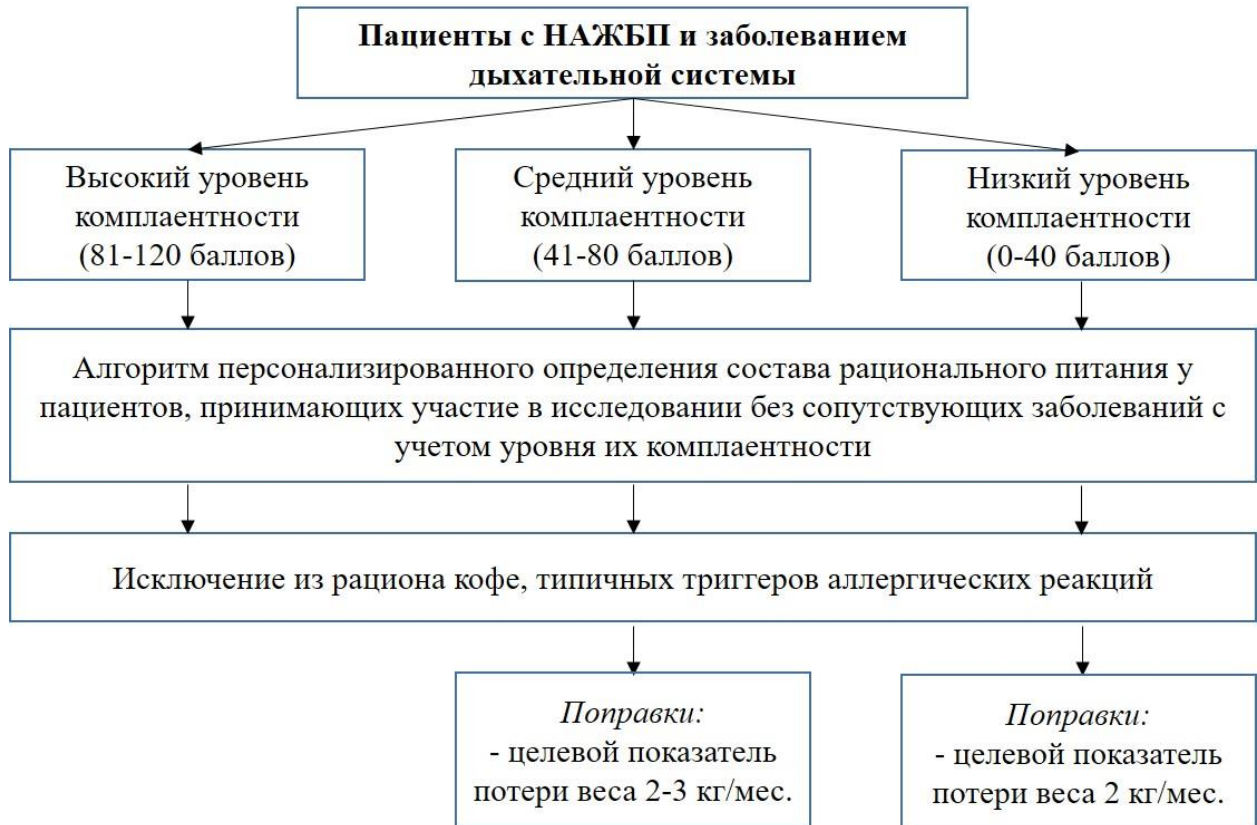 Пациенты с НАЖБП и заболеванием
дыхательной системы
Высокий уровень
комплаентности
(81-120 баллов)
Средний уровень
комплаентности
(41-80 баллов)
Низкий уровень
комплаентности
(0-40 баллов)
Алгоритм персонализированного определения состава рационального питания у
пациентов, принимающих участие в исследовании без сопутствующих заболеваний с
учетом уровня их комплаентности
Исключение из рациона кофе, типичных триггеров аллергических реакций
Поправки:
- целевой показатель
потери веса 2-3 кг/мес.
Поправки:
- целевой показатель
потери веса 2 кг/мес.